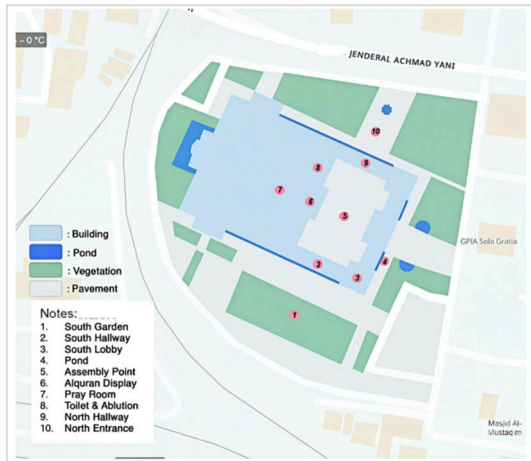 – 0 °C
JENDERAL ACHMAD YANI
10
9
8
7
6
5
GPIA Sola Gratia
4
2
3
1
: Building
: Pond
: Vegetation
: Pavement
Notes:
1. South Garden
2. South Hallway
3. South Lobby
4. Pond
5. Assembly Point
6. Alquran Display
7. Pray Room
8. Toilet & Ablution
9. North Hallway
10. North Entrance
Masjid Al-
Mustaqim